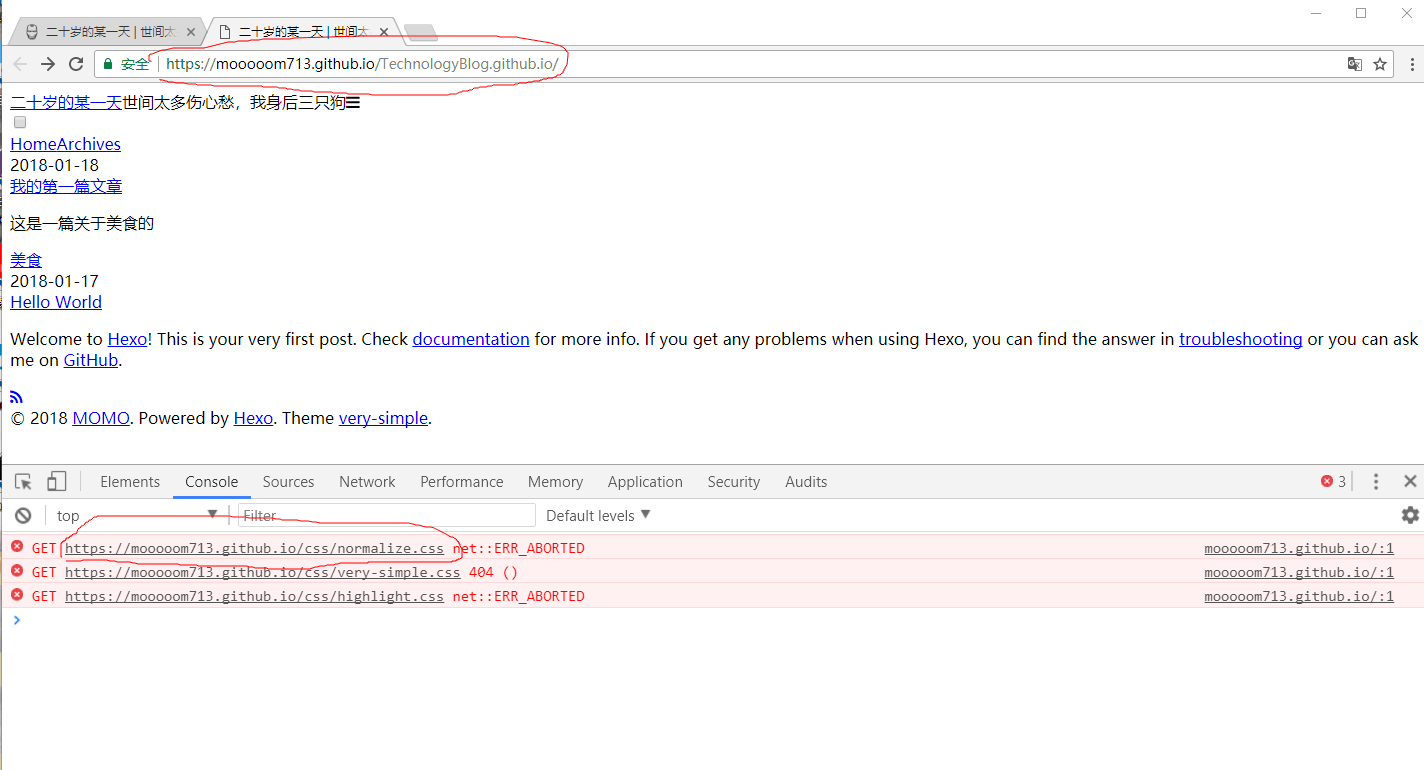 二十岁的某一天 | 世间太 二十岁的某一天 | 世间太
安全 https://mooooom713.github.io/TechnologyBlog.github.io/
二十岁的某一天世间太多伤心愁，我身后三只狗
HomeArchives
2018-01-18
我的第一篇文章
这是一篇关于美食的
美食
2018-01-17
Hello World
Welcome to Hexo! This is your very first post. Check documentation for more info. If you get any problems when using Hexo, you can find the answer in troubleshooting or you can ask
me on GitHub.
© 2018 MOMO. Powered by Hexo. Theme very-simple.
Elements Console Sources Network Performance Memory Application Security Audits 3
top Filter Default levels
GET https://mooooom713.github.io/css/normalize.css net::ERR_ABORTED mooooom713.github.io/:1
GET https://mooooom713.github.io/css/very-simple.css 404 () mooooom713.github.io/:1
GET https://mooooom713.github.io/css/highlight.css net::ERR_ABORTED mooooom713.github.io/:1